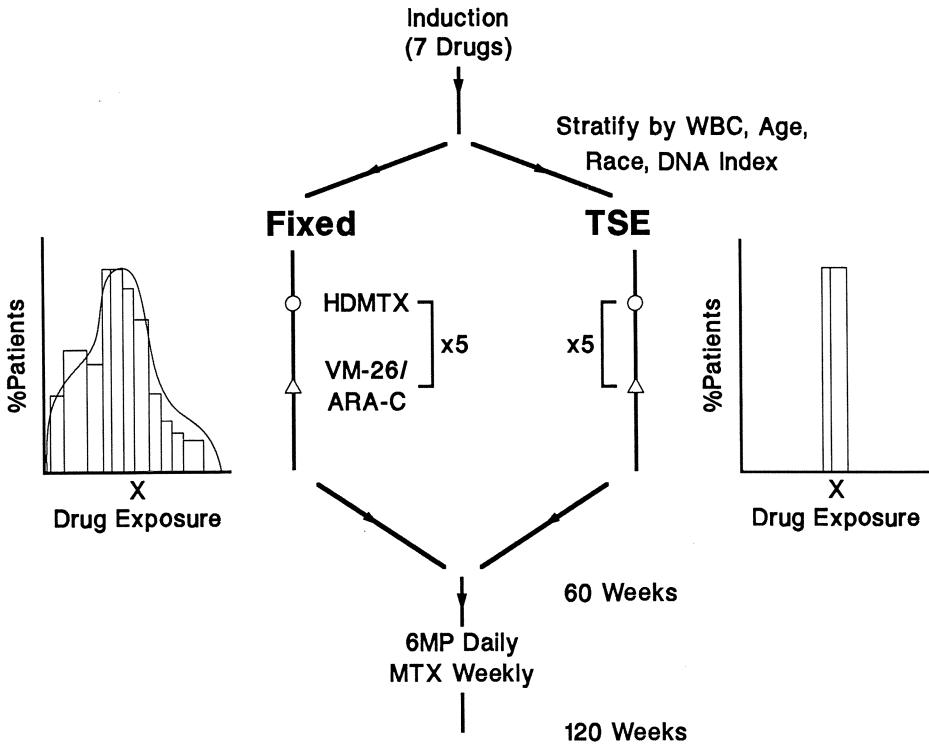 Induction
(7 Drugs)
Stratify by WBC, Age,
Race, DNA Index
Fixed
TSE
%Patients
HDMTX
x5
VM-26/
ARA-C
x5
%Patients
X
Drug Exposure
X
Drug Exposure
60 Weeks
6MP Daily
MTX Weekly
120 Weeks